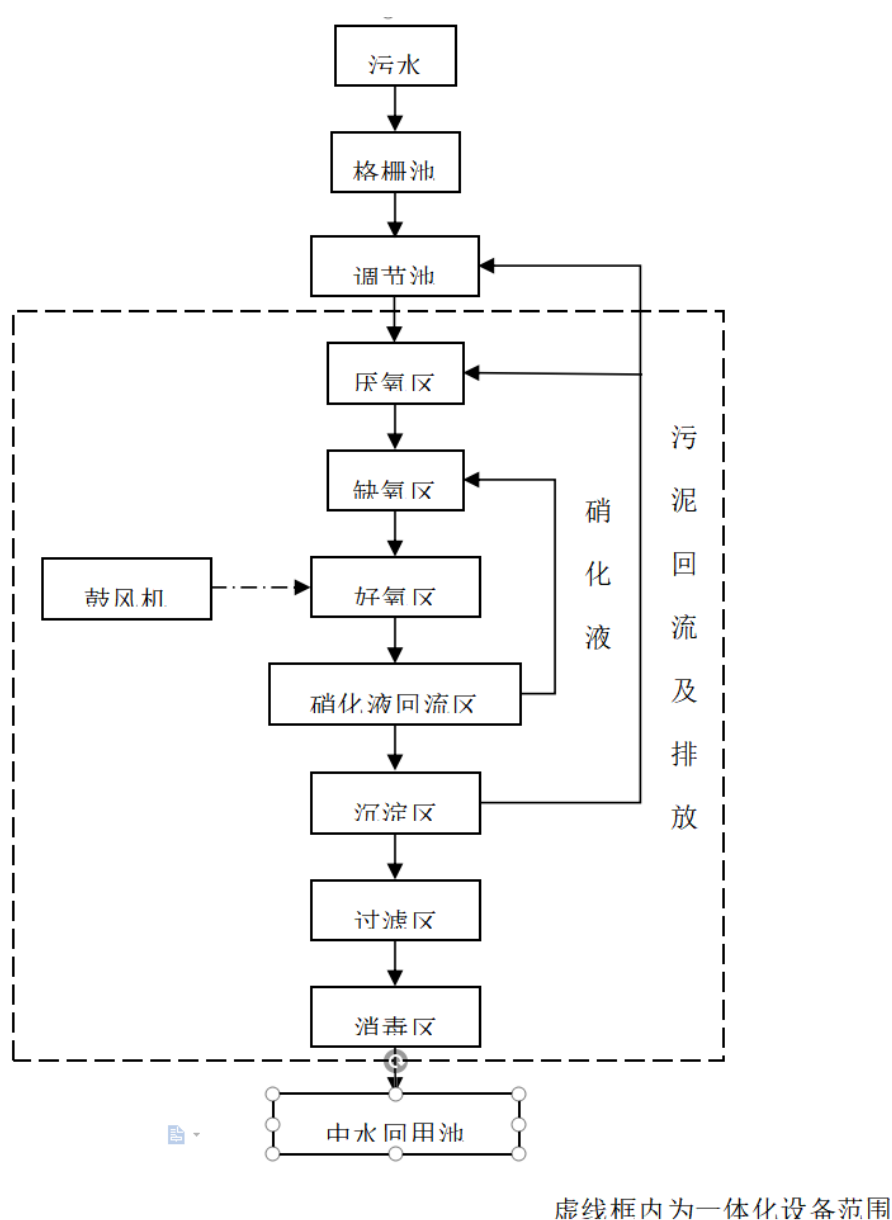 污水
格栅池
调节池
厌氧区
缺氧区
鼓风机
好氧区
硝化液回流区
沉淀区
过滤区
消毒区
中水回用池
硝化液
污泥回流及排放
虚线框内为一体化设备范围